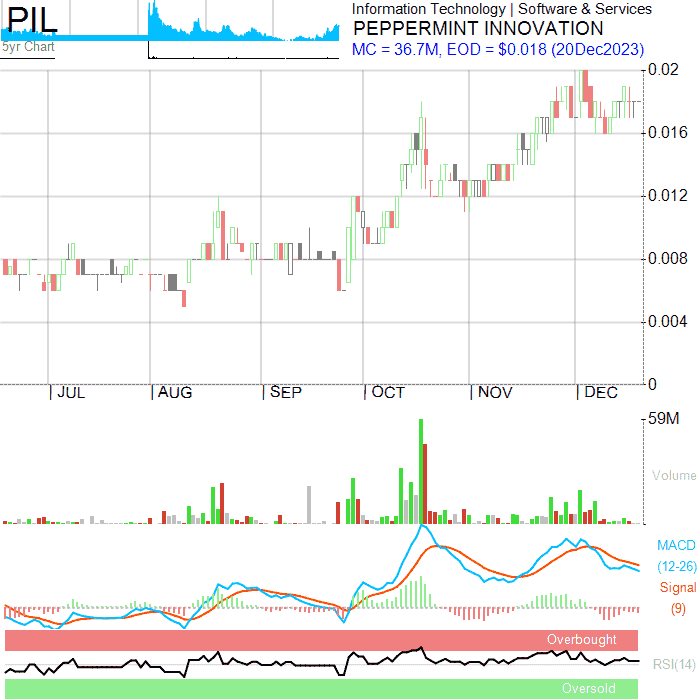 PIL
5yr Chart
Information Technology | Software & Services
PEPPERMINT INNOVATION
MC = 36.7M, EOD = $0.018 (20Dec2023)
0.02
0.016
0.012
0.008
0.004
0
JUL
AUG
SEP
OCT
NOV
DEC
59M
Volume
MACD
(12-26)
Signal
(9)
Overbought
RSI(14)
Oversold